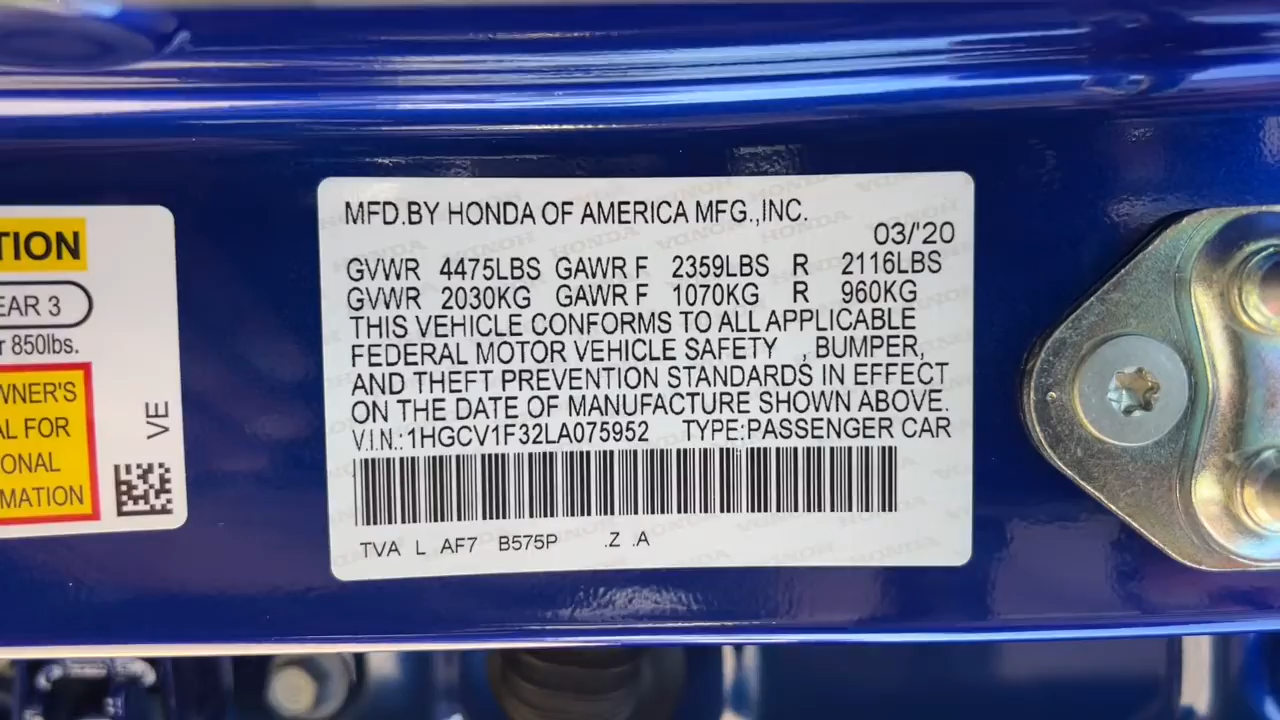 MFD.BY HONDA OF AMERICA MFG.,INC.
03/'20
GVWR 4475LBS GAWR F 2359LBS R 2116LBS
GVWR 2030KG GAWR F 1070KG R 960KG
THIS VEHICLE CONFORMS TO ALL APPLICABLE
FEDERAL MOTOR VEHICLE SAFETY , BUMPER,
AND THEFT PREVENTION STANDARDS IN EFFECT
ON THE DATE OF MANUFACTURE SHOWN ABOVE.
V.I.N.:1HGCV1F32LA075952 TYPE:PASSENGER CAR
TVA L AF7 B575P .Z .A
TION
EAR 3
r 850lbs.
WNER'S
AL FOR
ONAL
MATION
VE